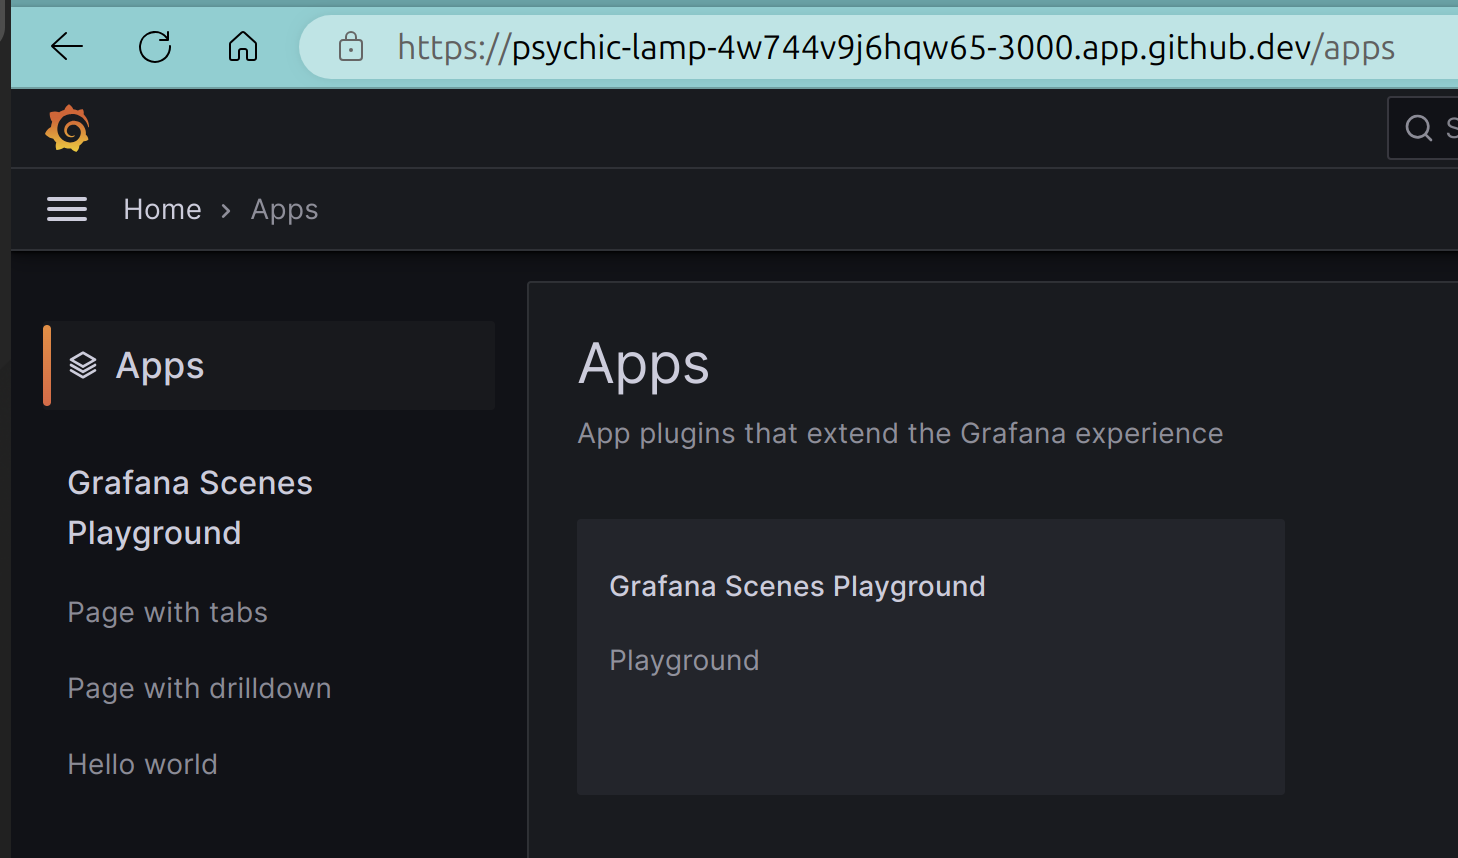 https://psychic-lamp-4w744v9j6hqw65-3000.app.github.dev/apps
Home › Apps
Apps
Grafana Scenes
Playground
Page with tabs
Page with drilldown
Hello world
Apps
App plugins that extend the Grafana experience
Grafana Scenes Playground
Playground